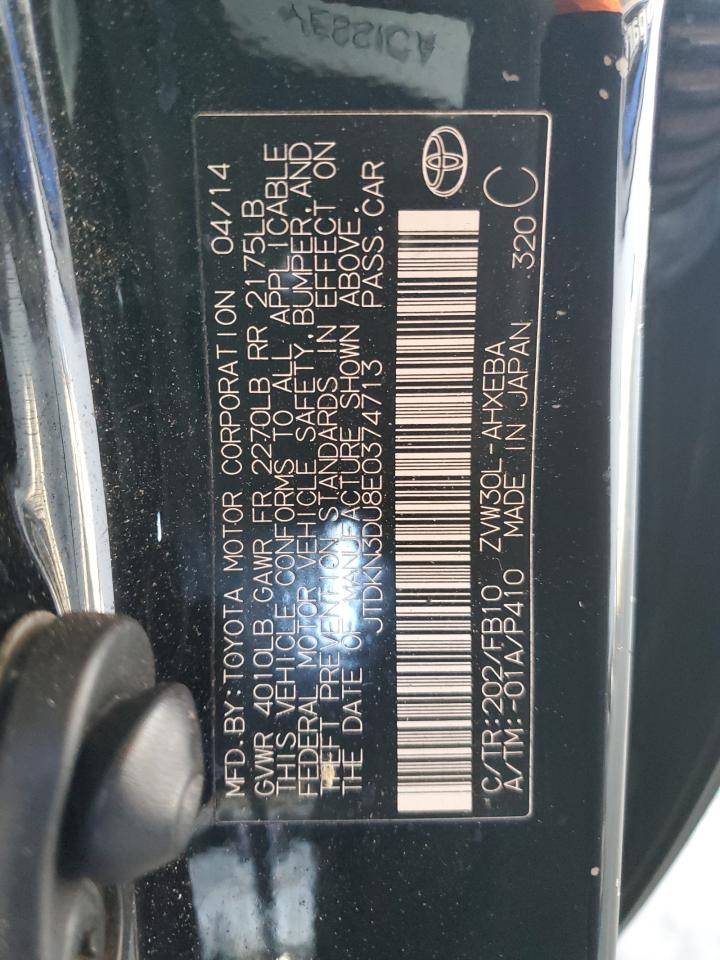 MFD. BY: TOYOTA MOTOR CORPORATION 04/14
GVWR 4010LB GAWR FR 2270LB RR 2175LB
THIS VEHICLE CONFORMS TO ALL APPLICABLE
FEDERAL MOTOR VEHICLE SAFETY, BUMPER, AND
THEFT PREVENTION STANDARDS IN EFFECT ON
THE DATE OF MANUFACTURE SHOWN ABOVE.
JTDKN3DU8E0374713 PASS. CAR
C/TR: 202/FB10 ZVW30L-AHXEBA
A/TM: -01A/P410 MADE IN JAPAN 320 C